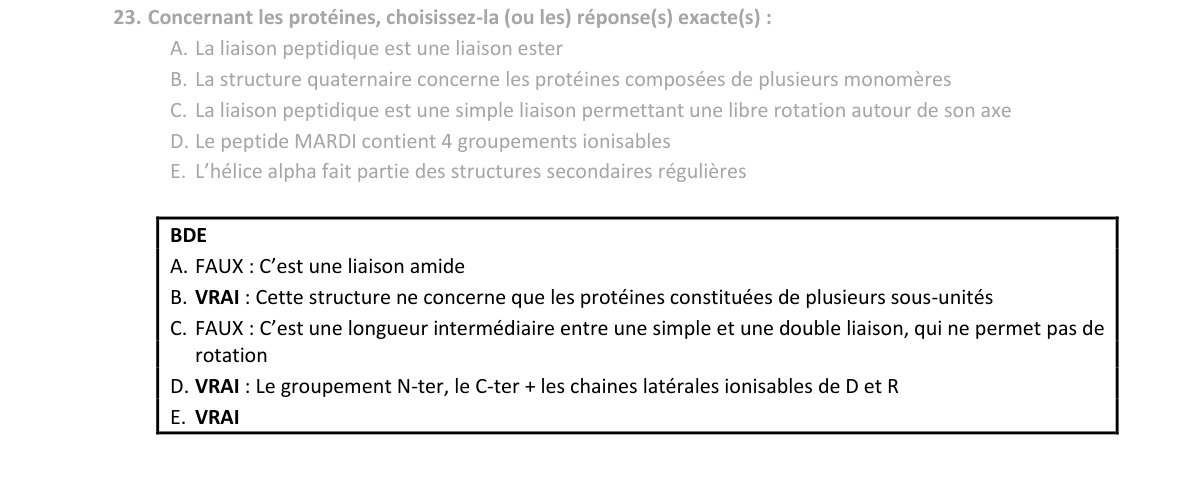 23. Concernant les protéines, choisissez-la (ou les) réponse(s) exacte(s) :
A. La liaison peptidique est une liaison ester
B. La structure quaternaire concerne les protéines composées de plusieurs monomères
C. La liaison peptidique est une simple liaison permettant une libre rotation autour de son axe
D. Le peptide MARDI contient 4 groupements ionisables
E. L’hélice alpha fait partie des structures secondaires régulières
BDE
A. FAUX : C’est une liaison amide
B. VRAI : Cette structure ne concerne que les protéines constituées de plusieurs sous-unités
C. FAUX : C’est une longueur intermédiaire entre une simple et une double liaison, qui ne permet pas de
rotation
D. VRAI : Le groupement N-ter, le C-ter + les chaines latérales ionisables de D et R
E. VRAI